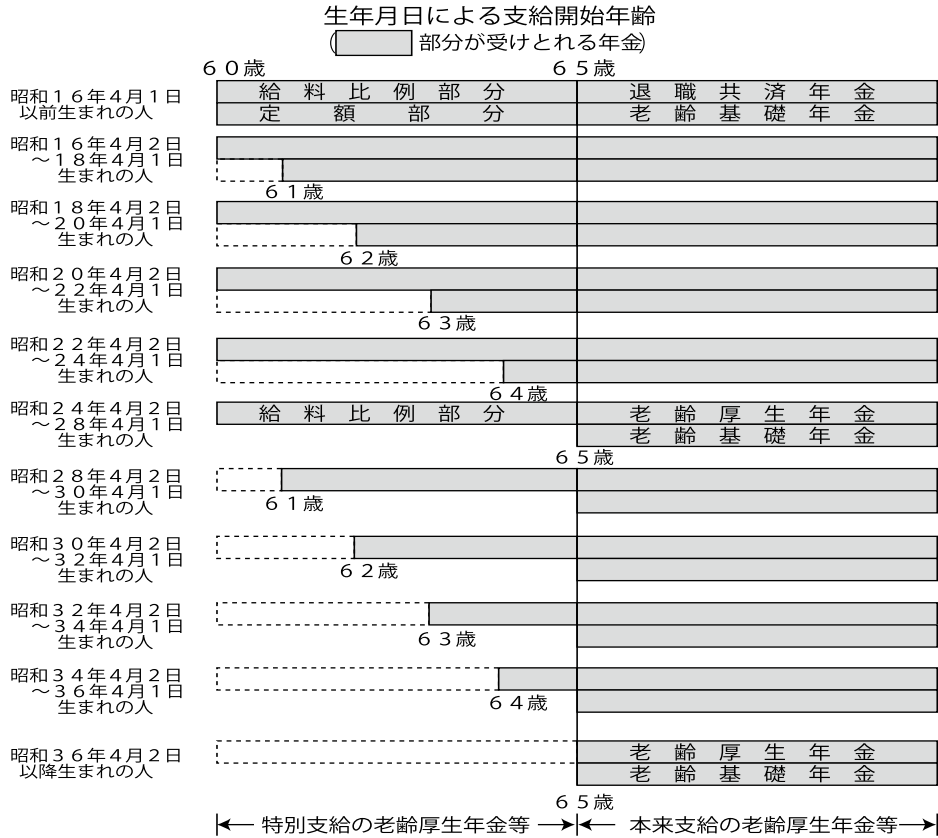 生年月日による支給開始年齢
( 部分が受けとれる年金)
60歳 65歳
昭和16年4月1日
以前生まれの人
給料比例部分 退職共済年金
定額部分 老齢基礎年金
昭和16年4月2日
～18年4月1日
生まれの人
61歳
昭和18年4月2日
～20年4月1日
生まれの人
62歳
昭和20年4月2日
～22年4月1日
生まれの人
63歳
昭和22年4月2日
～24年4月1日
生まれの人
64歳
昭和24年4月2日
～28年4月1日
生まれの人
給料比例部分 老齢厚生年金
老齢基礎年金
65歳
昭和28年4月2日
～30年4月1日
生まれの人
61歳
昭和30年4月2日
～32年4月1日
生まれの人
62歳
昭和32年4月2日
～34年4月1日
生まれの人
63歳
昭和34年4月2日
～36年4月1日
生まれの人
64歳
昭和36年4月2日
以降生まれの人
老齢厚生年金
老齢基礎年金
65歳
特別支給の老齢厚生年金等 本来支給の老齢厚生年金等